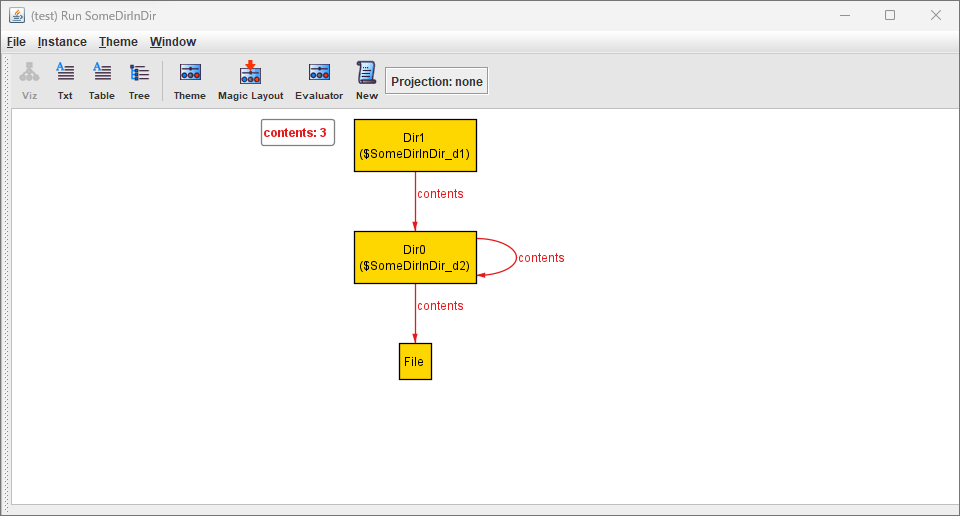 (test) Run SomeDirInDir
File Instance Theme Window
Viz Txt Table Tree Theme Magic Layout Evaluator New Projection: none
contents: 3
Dir1
($SomeDirInDir_d1)
contents
Dir0
($SomeDirInDir_d2)
contents
contents
File